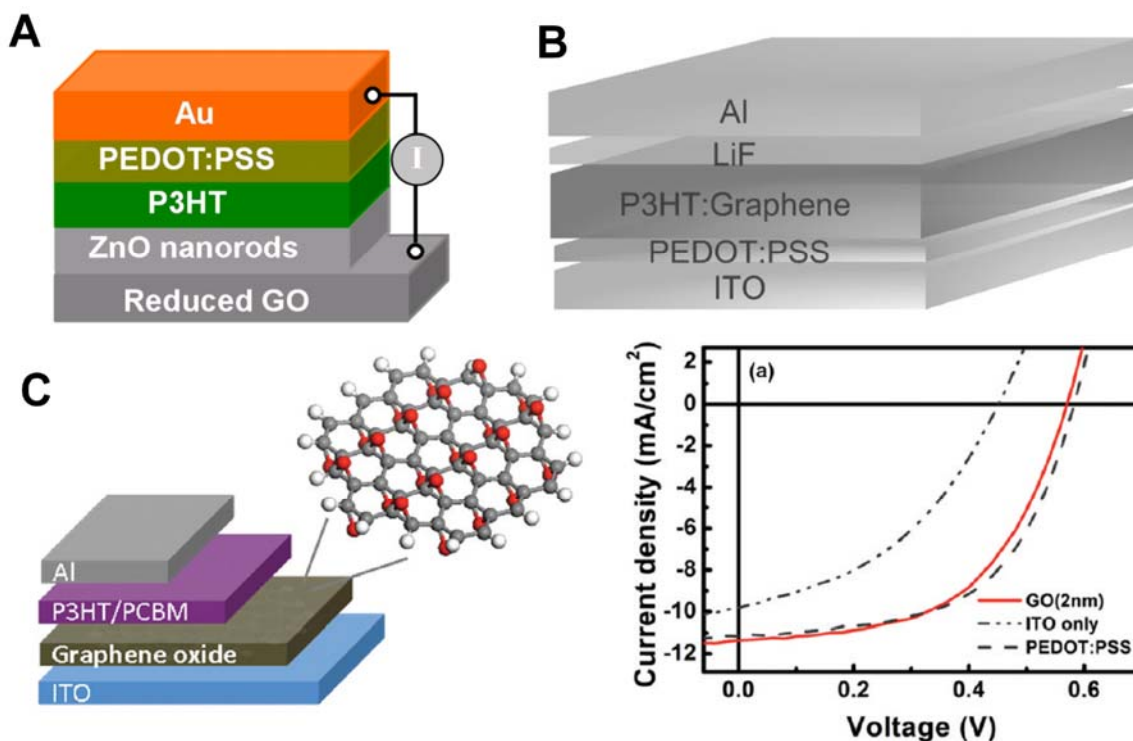 A
Au
PEDOT:PSS
P3HT
ZnO nanorods
Reduced GO
I
B
Al
LiF
P3HT:Graphene
PEDOT:PSS
ITO
C
Al
P3HT/PCBM
Graphene oxide
ITO
(a)
Current density (mA/cm²)
2
0
-2
-4
-6
-8
-10
-12
GO(2nm)
ITO only
PEDOT:PSS
0.0
0.2
0.4
0.6
Voltage (V)